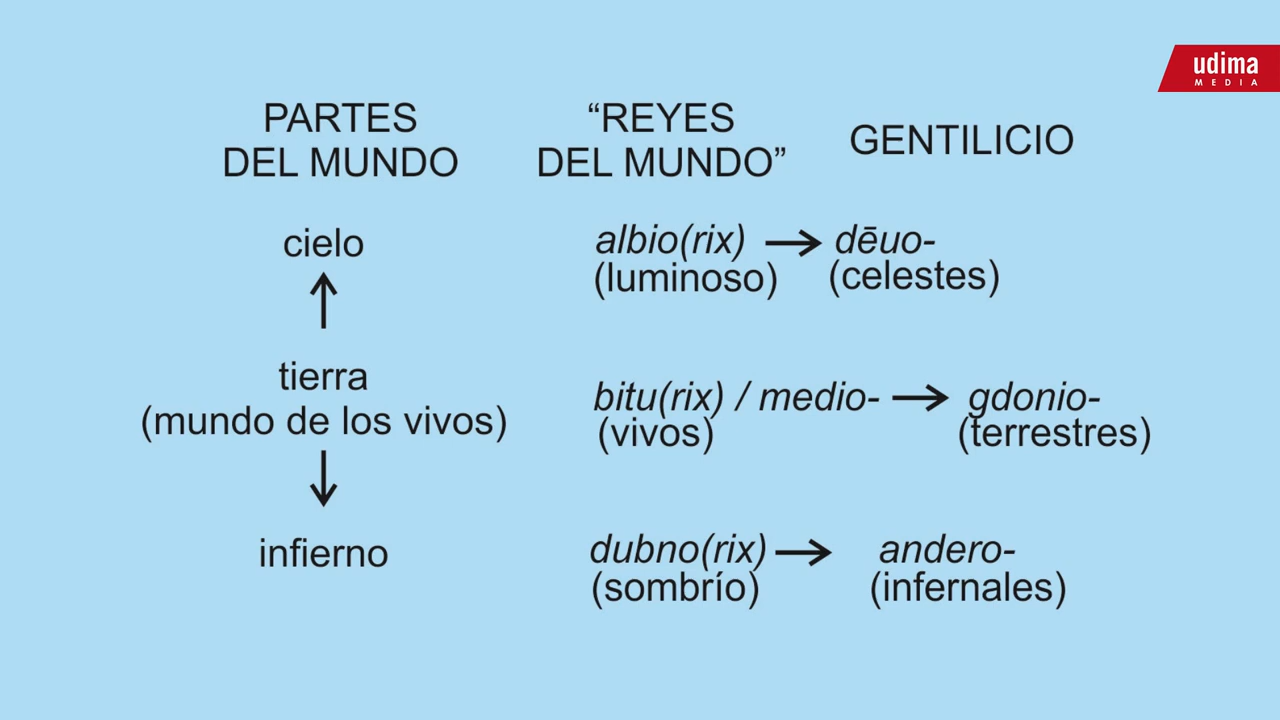 udima
MEDIA
PARTES
DEL MUNDO
“REYES
DEL MUNDO”
GENTILICIO
cielo
albio(rix) → dēuo-
(luminoso) (celestes)
tierra
(mundo de los vivos)
bitu(rix) / medio- → gdonio-
(vivos) (terrestres)
infierno
dubno(rix) → andero-
(sombrío) (infernales)